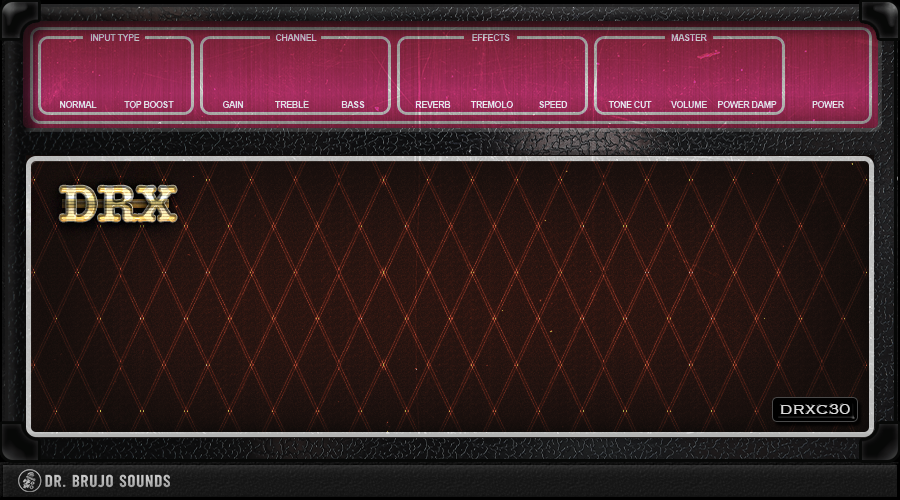 INPUT TYPE CHANNEL EFFECTS MASTER
NORMAL TOP BOOST GAIN TREBLE BASS REVERB TREMOLO SPEED TONE CUT VOLUME POWER DAMP POWER
DRX
DRXC30
DR. BRUJO SOUNDS